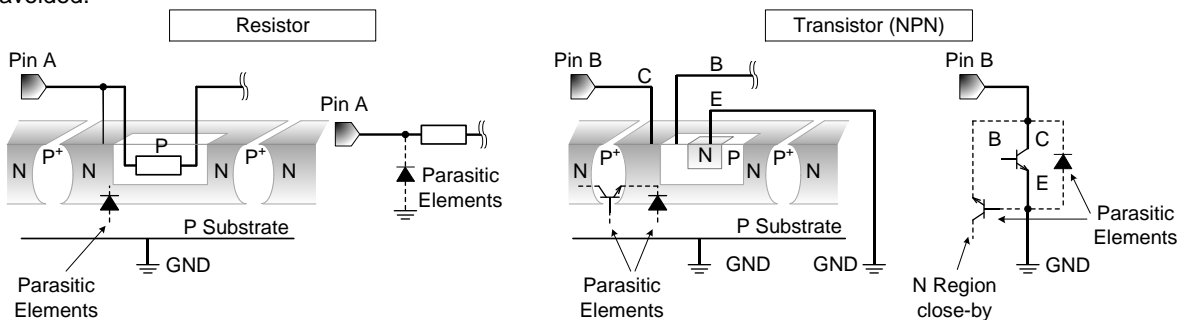 avoided.
Resistor
Transistor (NPN)
Pin A
Pin A
N
P+
N
P
N
P+
N
Parasitic
Elements
P Substrate
GND
Parasitic
Elements
Pin B
C
B
E
N
P+
N
N
P
N
P+
N
P Substrate
GND
GND
Parasitic
Elements
Pin B
B
C
E
Parasitic
Elements
GND
N Region
close-by